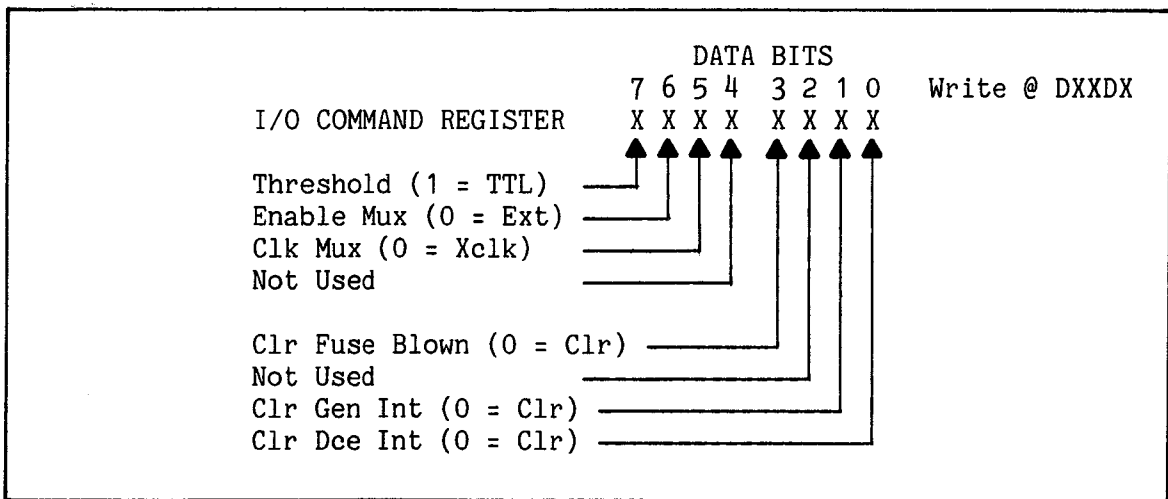 DATA BITS
7 6 5 4 3 2 1 0 Write @ DXXDX
I/O COMMAND REGISTER X X X X X X X X
Threshold (1 = TTL)
Enable Mux (0 = Ext)
Clk Mux (0 = Xclk)
Not Used
Clr Fuse Blown (0 = Clr)
Not Used
Clr Gen Int (0 = Clr)
Clr Dce Int (0 = Clr)